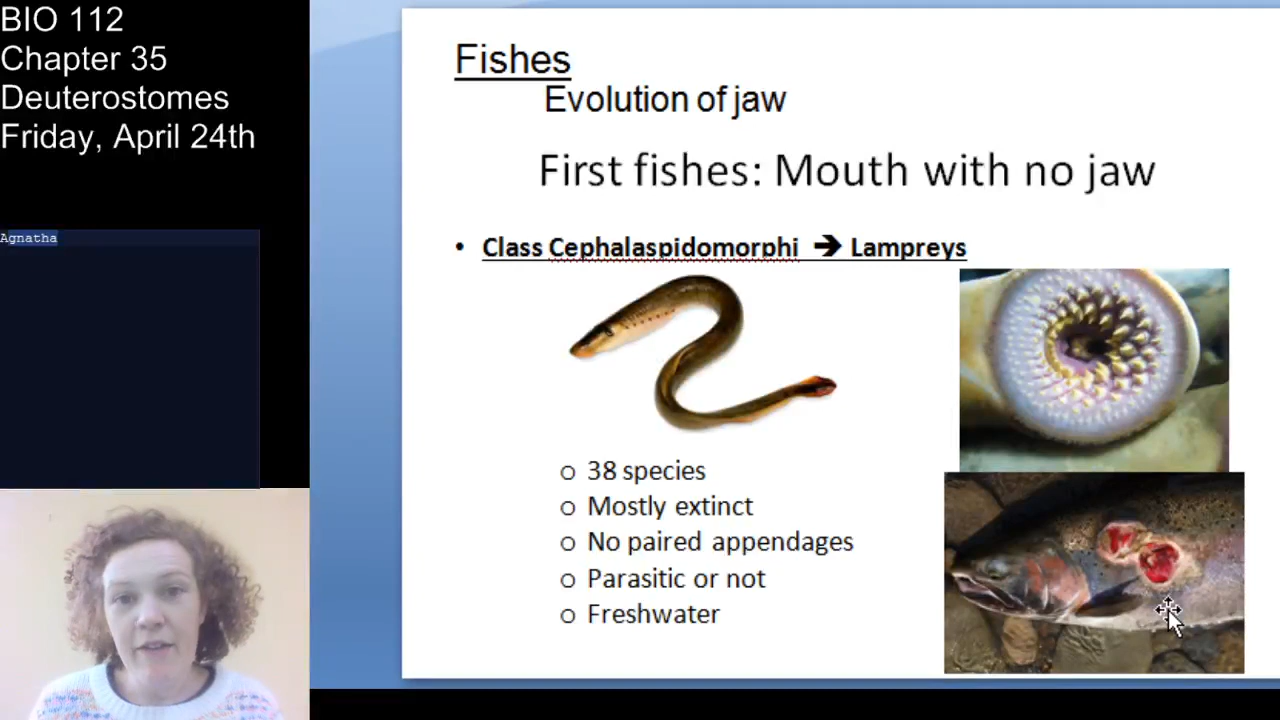 BIO 112
Chapter 35
Deuterostomes
Friday, April 24th
Agnatha
Fishes
Evolution of jaw
First fishes: Mouth with no jaw
• Class Cephalaspidomorphi ➔ Lampreys
o 38 species
o Mostly extinct
o No paired appendages
o Parasitic or not
o Freshwater